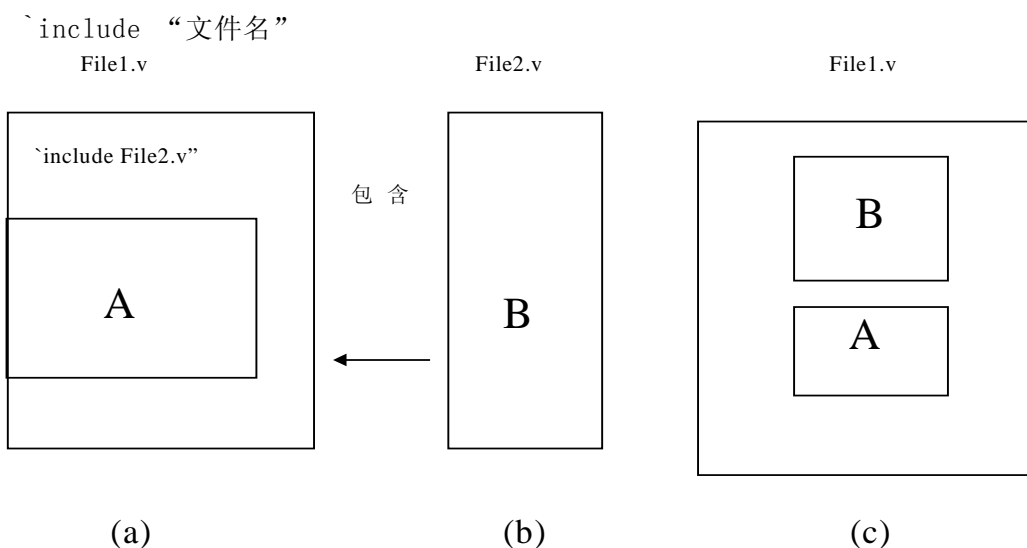 `include “文件名”
File1.v File2.v File1.v
`include File2.v”
包 含
B
A
B
A
(a) (b) (c)